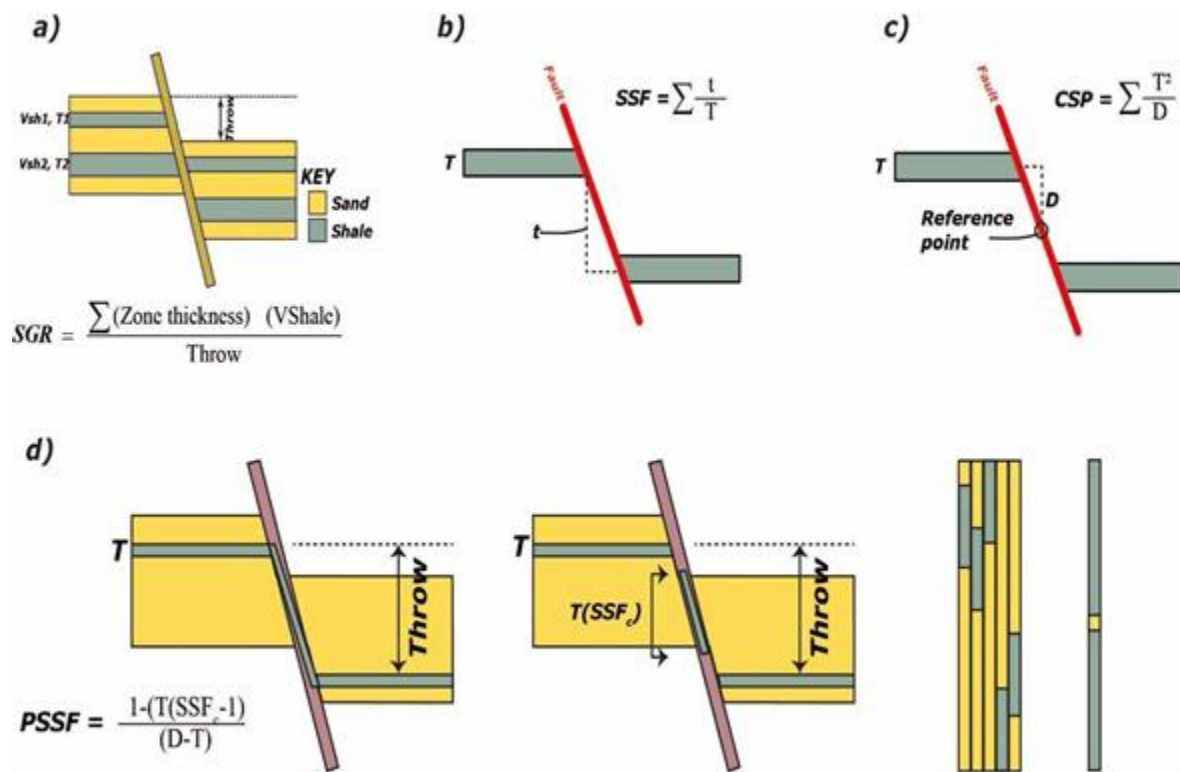 a)
Vsh1, T1
Vsh2, T2
Throw
KEY
Sand
Shale
SGR = ∑(Zone thickness) (VShale)
Throw
b)
Fault
SSF = ∑ t
T
T
t
c)
Fault
CSP = ∑ T²
D
T
D
Reference
point
d)
T
Throw
PSSF = 1-(T(SSFc-1)
(D-T)
T
T(SSFc)
Throw